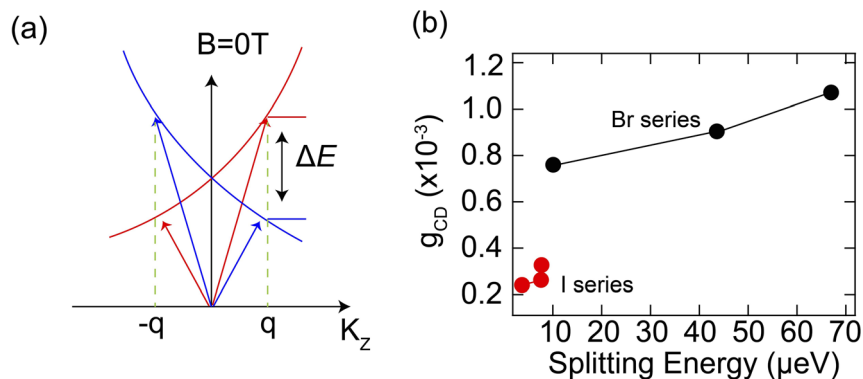 (a)
B=0T
ΔE
-q
q
K_z
(b)
g_CD (x10^-3)
1.2
1.0
0.8
0.6
0.4
0.2
Br series
I series
10 20 30 40 50 60 70
Splitting Energy (µeV)